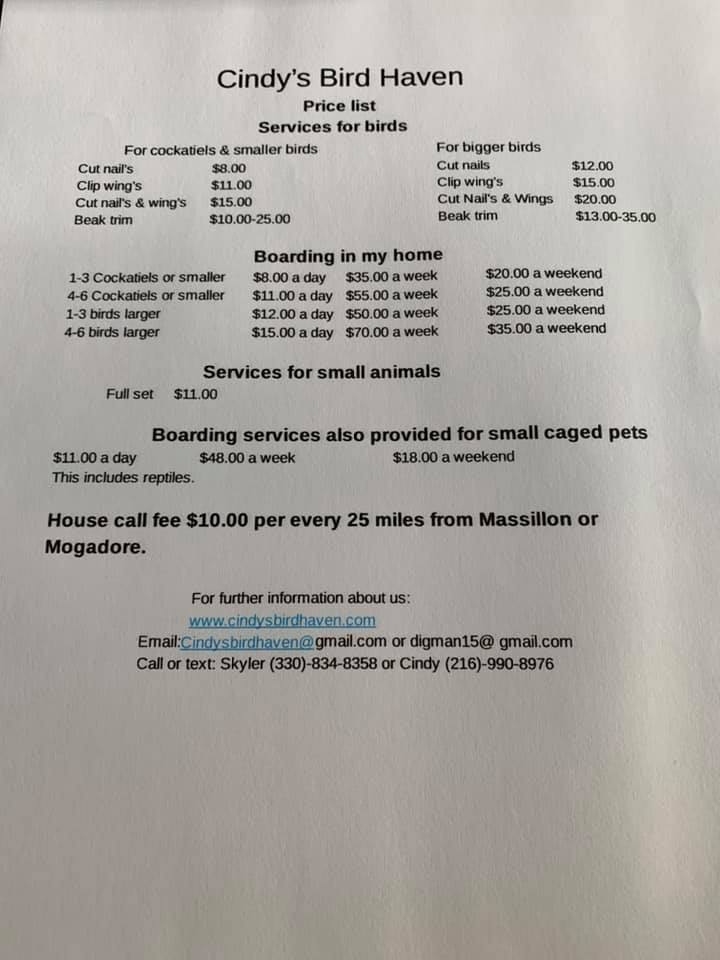 Cindy's Bird Haven
Price list
Services for birds
For cockatiels & smaller birds
Cut nail's $8.00
Clip wing's $11.00
Cut nail's & wing's $15.00
Beak trim $10.00-25.00
For bigger birds
Cut nails $12.00
Clip wing's $15.00
Cut Nail's & Wings $20.00
Beak trim $13.00-35.00
Boarding in my home
1-3 Cockatiels or smaller $8.00 a day $35.00 a week $20.00 a weekend
4-6 Cockatiels or smaller $11.00 a day $55.00 a week $25.00 a weekend
1-3 birds larger $12.00 a day $50.00 a week $25.00 a weekend
4-6 birds larger $15.00 a day $70.00 a week $35.00 a weekend
Services for small animals
Full set $11.00
Boarding services also provided for small caged pets
$11.00 a day $48.00 a week $18.00 a weekend
This includes reptiles.
House call fee $10.00 per every 25 miles from Massillon or
Mogadore.
For further information about us:
www.cindysbirdhaven.com
Email:Cindysbirdhaven@gmail.com or digman15@ gmail.com
Call or text: Skyler (330)-834-8358 or Cindy (216)-990-8976